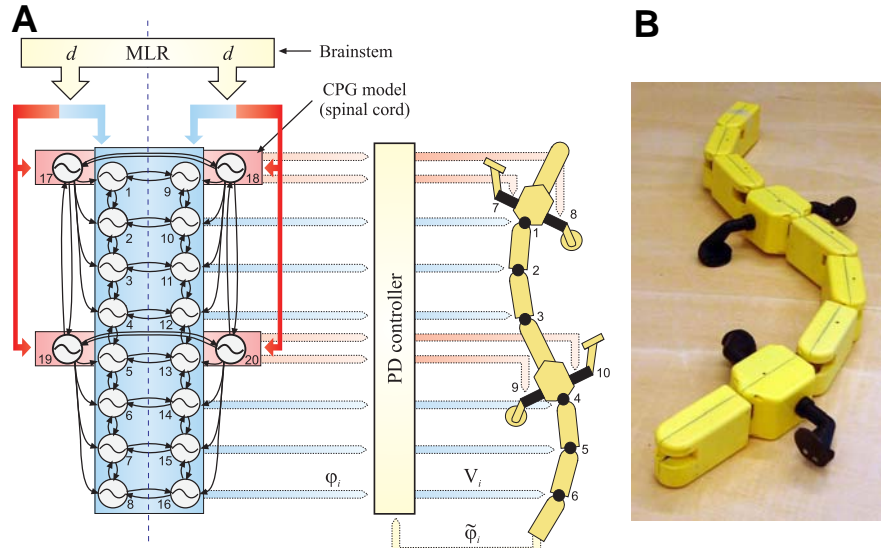 A
B
d
MLR
d
Brainstem
CPG model
(spinal cord)
17
18
1
9
2
10
3
11
4
12
19
20
5
13
6
14
7
15
8
16
PD controller
φi
Vi
φ̃i
7
8
1
2
3
9
10
4
5
6